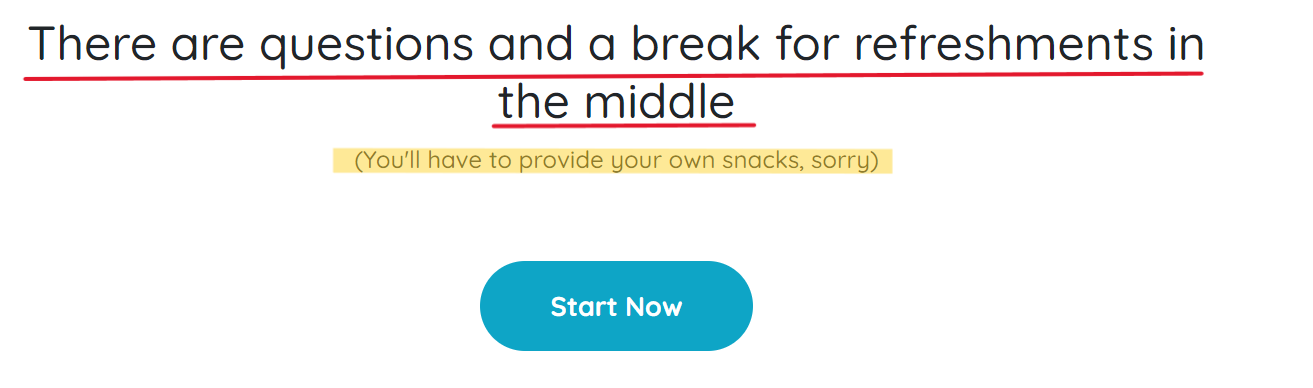 There are questions and a break for refreshments in
the middle
(You'll have to provide your own snacks, sorry)
Start Now